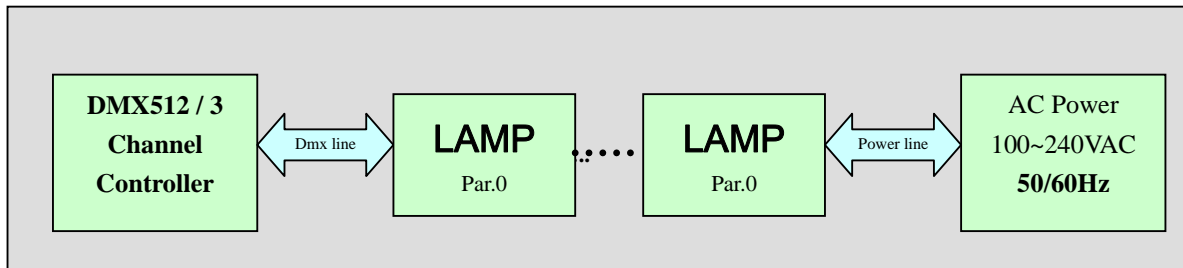 DMX512 / 3
Channel
Controller
Dmx line
LAMP
Par.0
......
LAMP
Par.0
Power line
AC Power
100~240VAC
50/60Hz